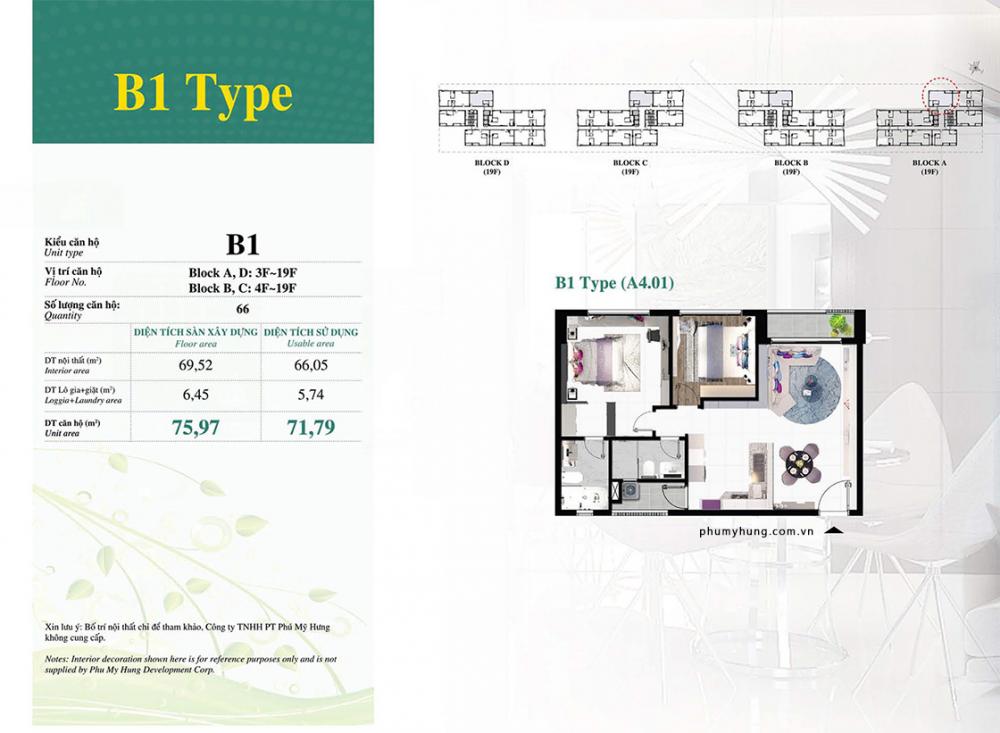 B1 Type
Kiểu căn hộ
Unit type
B1
Vị trí căn hộ
Floor No.
Block A, D: 3F~19F
Block B, C: 4F~19F
Số lượng căn hộ:
Quantity
66
DIỆN TÍCH SÀN XÂY DỰNG
Floor area
DIỆN TÍCH SỬ DỤNG
Usable area
DT nội thất (m²)
Interior area
69,52
66,05
DT Lô gia+giặt (m²)
Loggia+Laundry area
6,45
5,74
DT căn hộ (m²)
Unit area
75,97
71,79
Xin lưu ý: Bố trí nội thất chỉ để tham khảo, Công ty TNHH PT Phú Mỹ Hưng
không cung cấp.
Notes: Interior decoration shown here is for reference purposes only and is not
supplied by Phu My Hung Development Corp.
BLOCK D
(19F)
BLOCK C
(19F)
BLOCK B
(19F)
BLOCK A
(19F)
B1 Type (A4.01)
phumyhung.com.vn